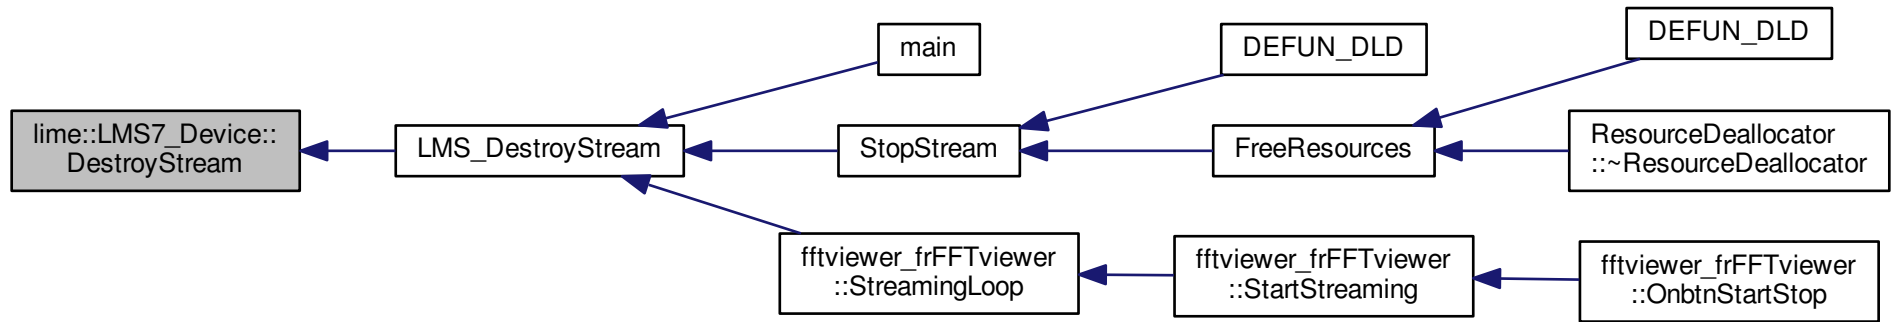 lime::LMS7_Device::
DestroyStream
LMS_DestroyStream
main
StopStream
DEFUN_DLD
FreeResources
DEFUN_DLD
ResourceDeallocator
::~ResourceDeallocator
fftviewer_frFFTviewer
::StreamingLoop
fftviewer_frFFTviewer
::StartStreaming
fftviewer_frFFTviewer
::OnbtnStartStop